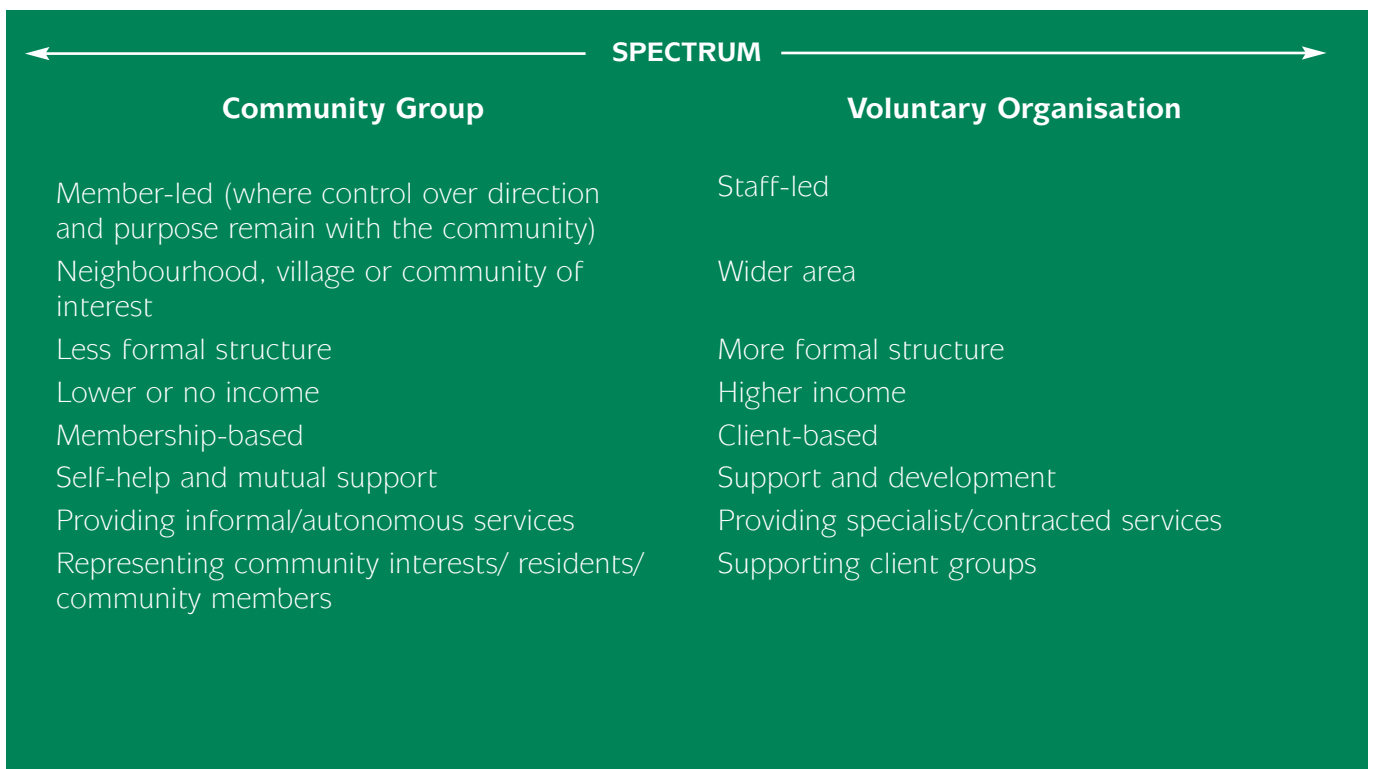 SPECTRUM
Community Group
Voluntary Organisation
Member-led (where control over direction
and purpose remain with the community)
Staff-led
Neighbourhood, village or community of
interest
Wider area
Less formal structure
More formal structure
Lower or no income
Higher income
Membership-based
Client-based
Self-help and mutual support
Support and development
Providing informal/autonomous services
Providing specialist/contracted services
Representing community interests/ residents/
community members
Supporting client groups